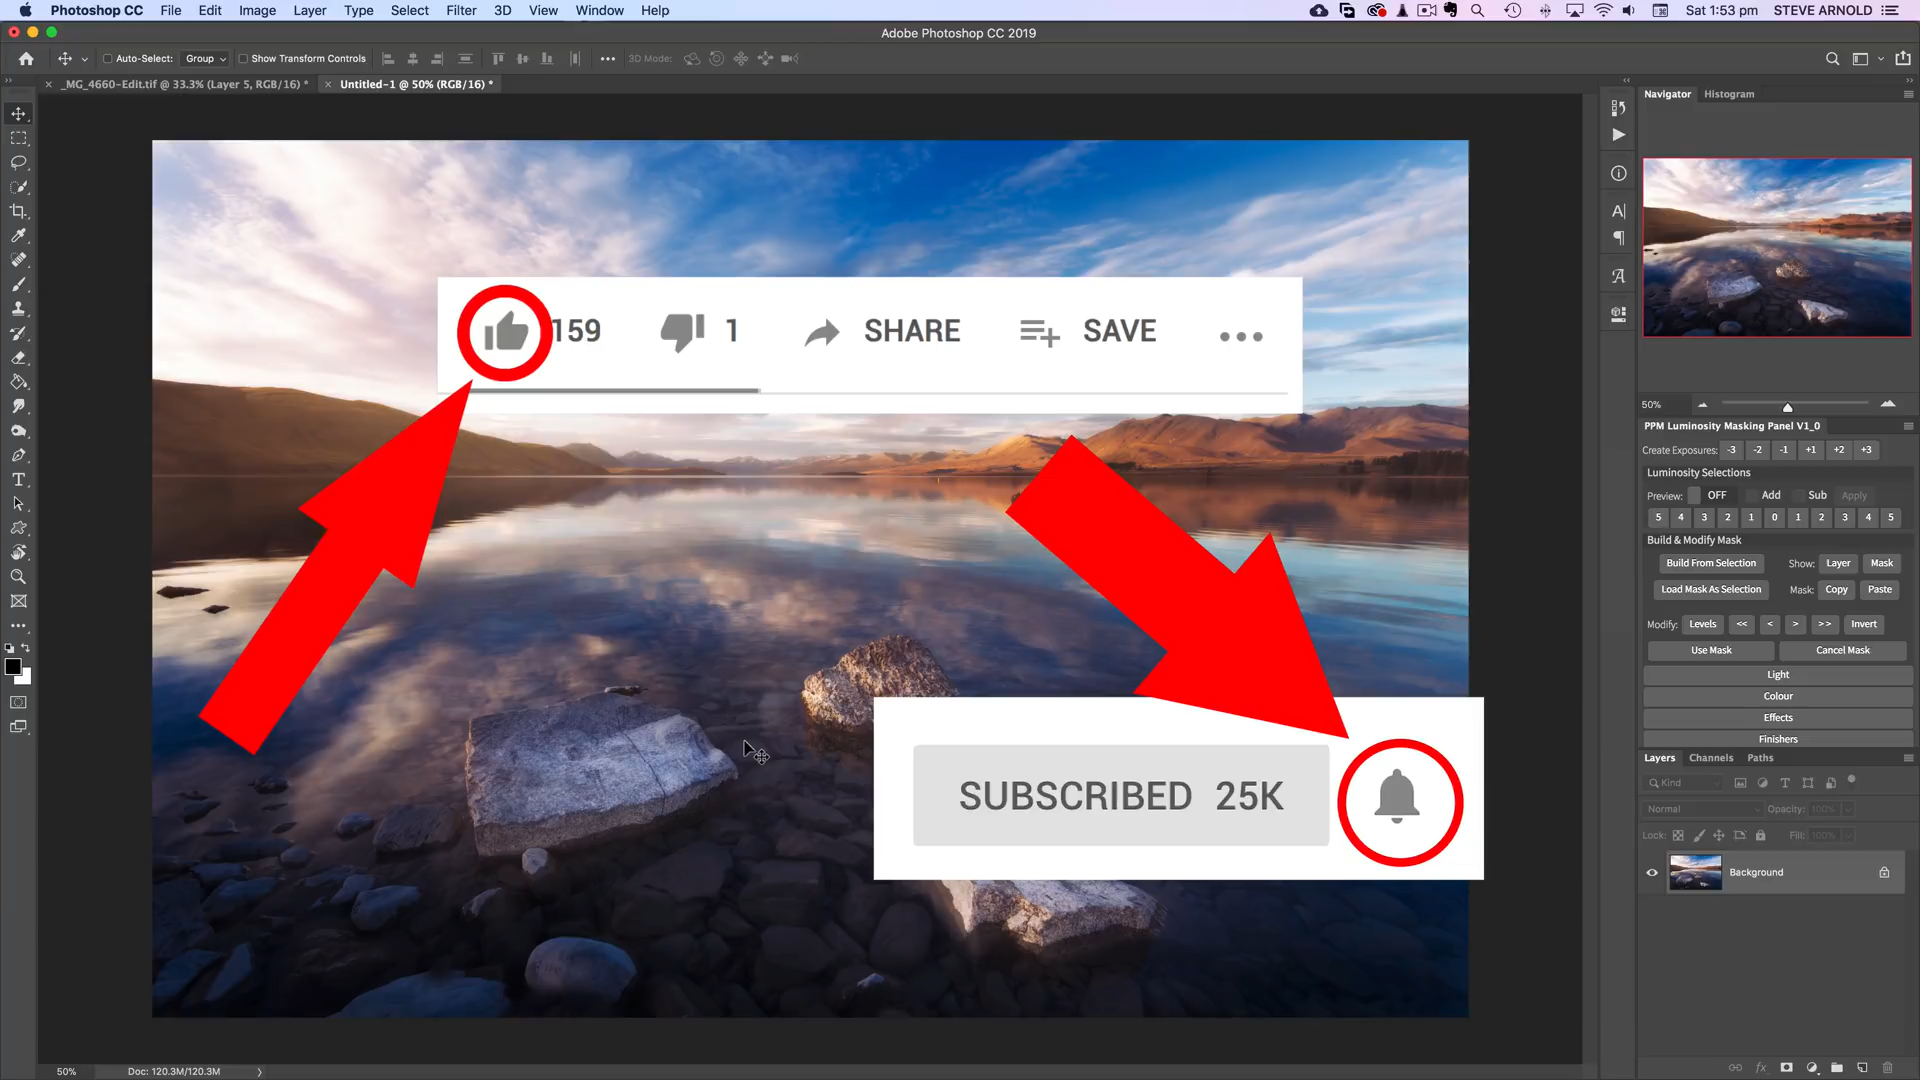 Photoshop CC File Edit Image Layer Type Select Filter 3D View Window Help Sat 1:53 pm STEVE ARNOLD
Adobe Photoshop CC 2019
Auto-Select: Group Show Transform Controls 3D Mode:
_MG_4660-Edit.tif @ 33.3% (Layer 5, RGB/16) * Untitled-1 @ 50% (RGB/16) *
Navigator Histogram
159 1 SHARE SAVE
50%
PPM Luminosity Masking Panel V1_0
Create Exposures: -3 -2 -1 +1 +2 +3
Luminosity Selections
Preview: OFF Add Sub Apply
5 4 3 2 1 0 1 2 3 4 5
Build & Modify Mask
Build From Selection Show: Layer Mask
Load Mask As Selection Mask: Copy Paste
Modify: Levels << < > >> Invert
Use Mask Cancel Mask
Light
Colour
Effects
Finishers
Layers Channels Paths
Kind
Normal Opacity: 100%
Lock: Fill: 100%
SUBSCRIBED 25K
Background
50% Doc: 120.3M/120.3M